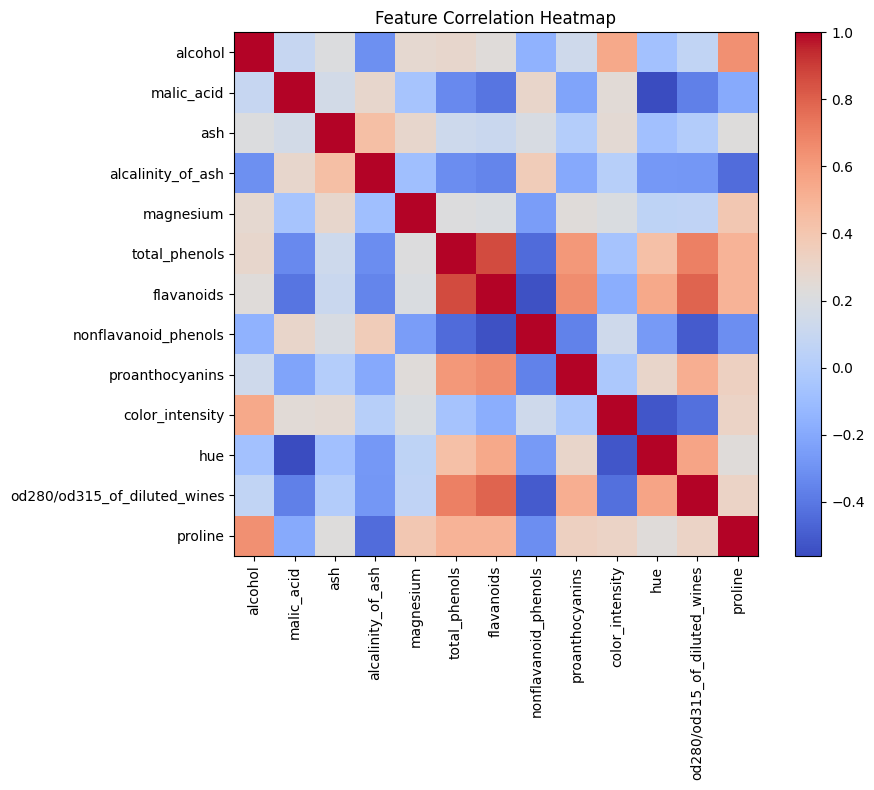 Feature Correlation Heatmap
alcohol
malic_acid
ash
alcalinity_of_ash
magnesium
total_phenols
flavanoids
nonflavanoid_phenols
proanthocyanins
color_intensity
hue
od280/od315_of_diluted_wines
proline
alcohol
malic_acid
ash
alcalinity_of_ash
magnesium
total_phenols
flavanoids
nonflavanoid_phenols
proanthocyanins
color_intensity
hue
od280/od315_of_diluted_wines
proline
1.0
0.8
0.6
0.4
0.2
0.0
−0.2
−0.4